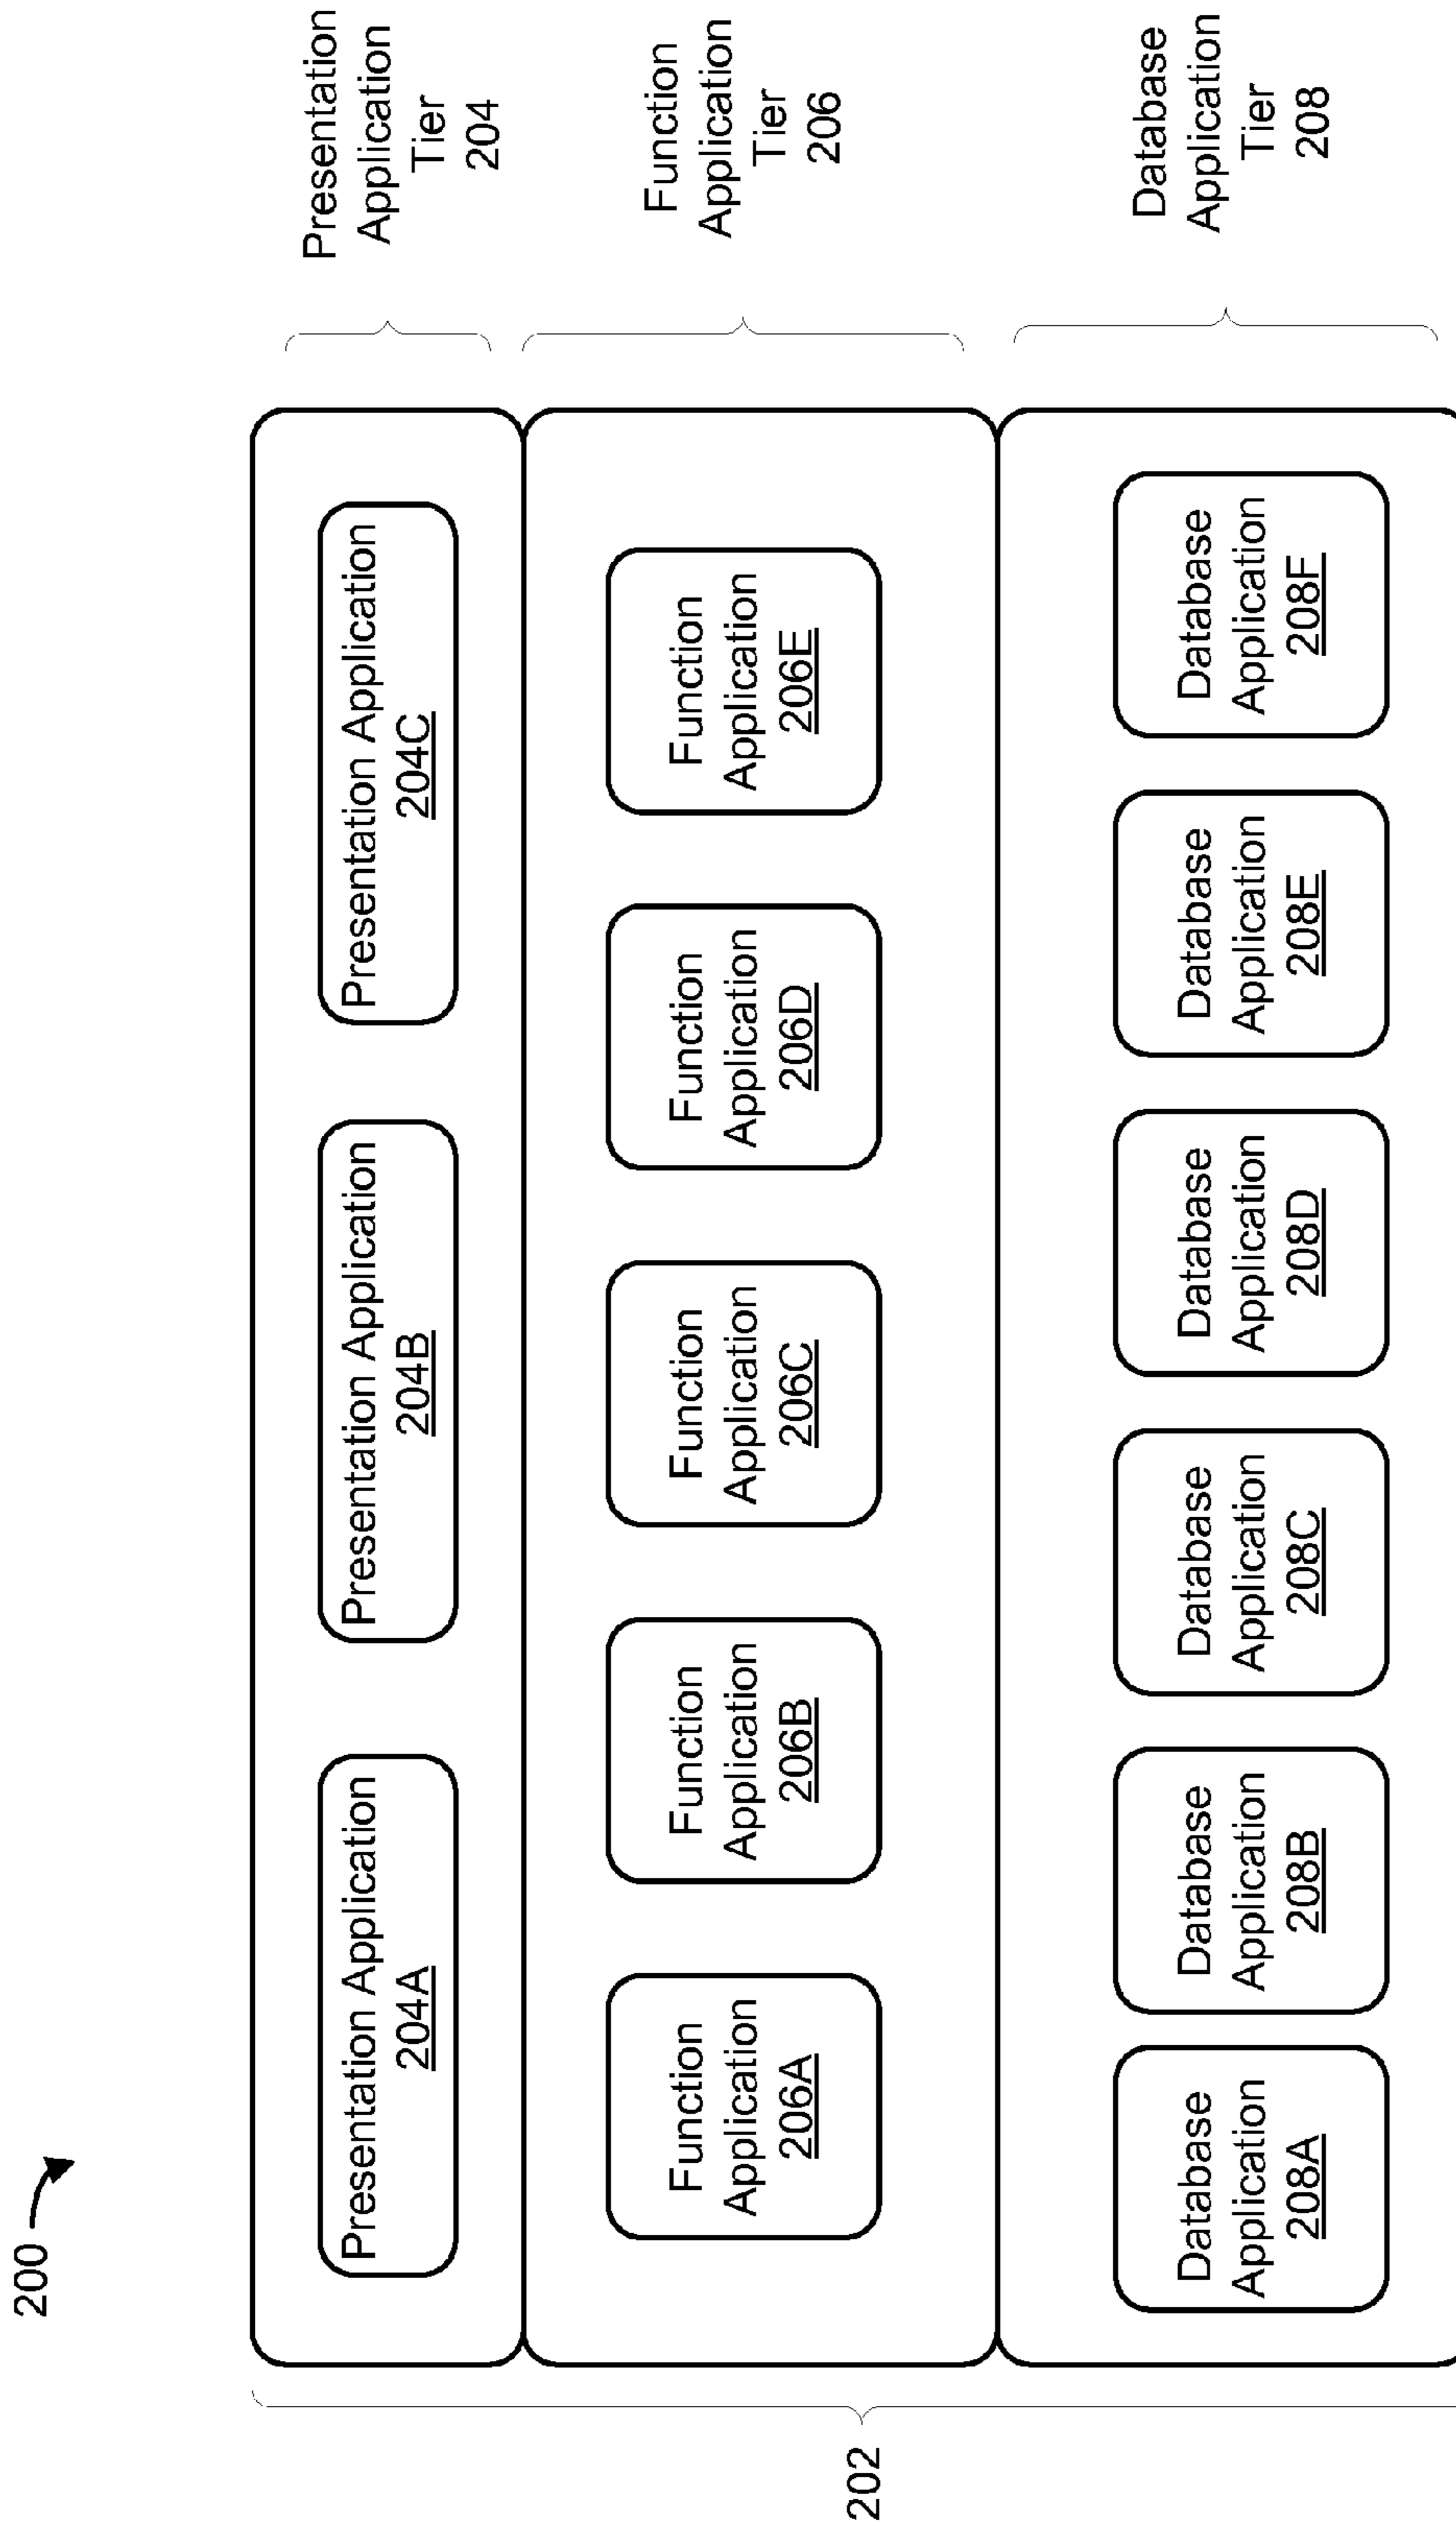 200
202
Presentation Application
204A
Presentation Application
204B
Presentation Application
204C
Presentation
Application
Tier
204
Function
Application
206A
Function
Application
206B
Function
Application
206C
Function
Application
206D
Function
Application
206E
Function
Application
Tier
206
Database
Application
208A
Database
Application
208B
Database
Application
208C
Database
Application
208D
Database
Application
208E
Database
Application
208F
Database
Application
Tier
208